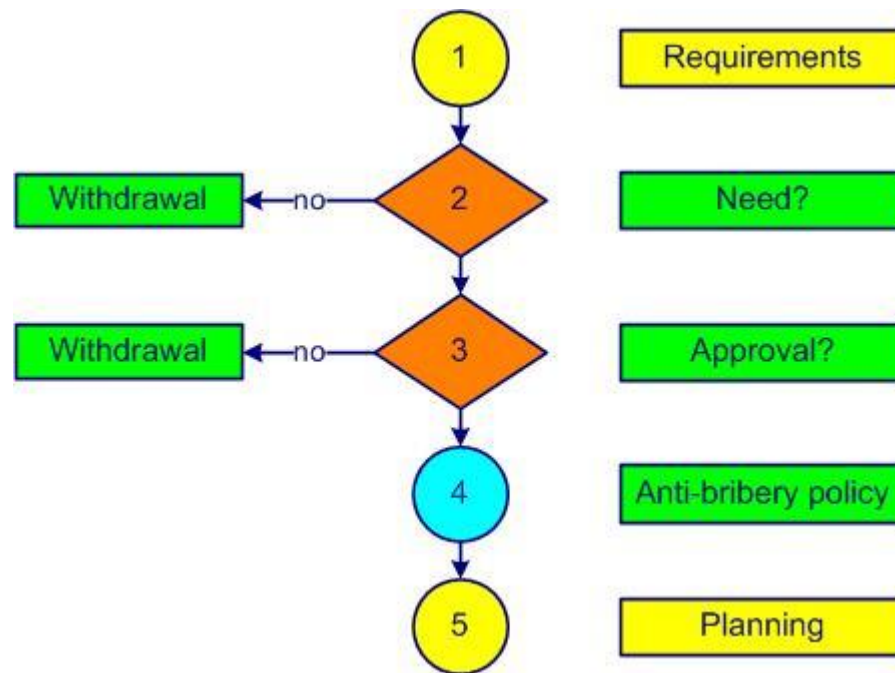 1
Requirements
Withdrawal
no
2
Need?
Withdrawal
no
3
Approval?
4
Anti-bribery policy
5
Planning